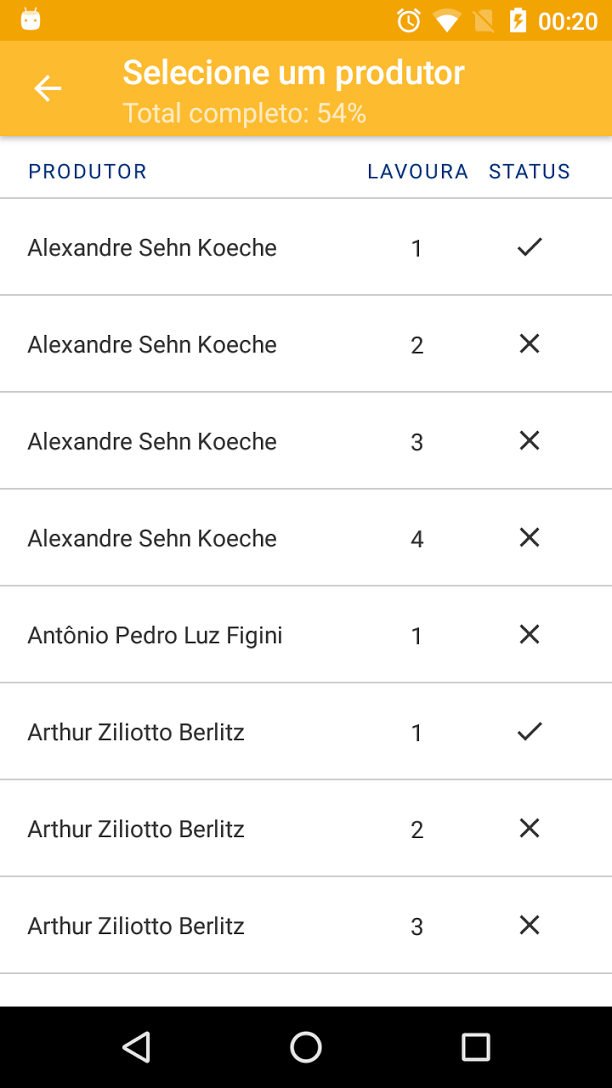 00:20
Selecione um produtor
Total completo: 54%
PRODUTOR LAVOURA STATUS
Alexandre Sehn Koeche 1
Alexandre Sehn Koeche 2
Alexandre Sehn Koeche 3
Alexandre Sehn Koeche 4
Antônio Pedro Luz Figini 1
Arthur Ziliotto Berlitz 1
Arthur Ziliotto Berlitz 2
Arthur Ziliotto Berlitz 3